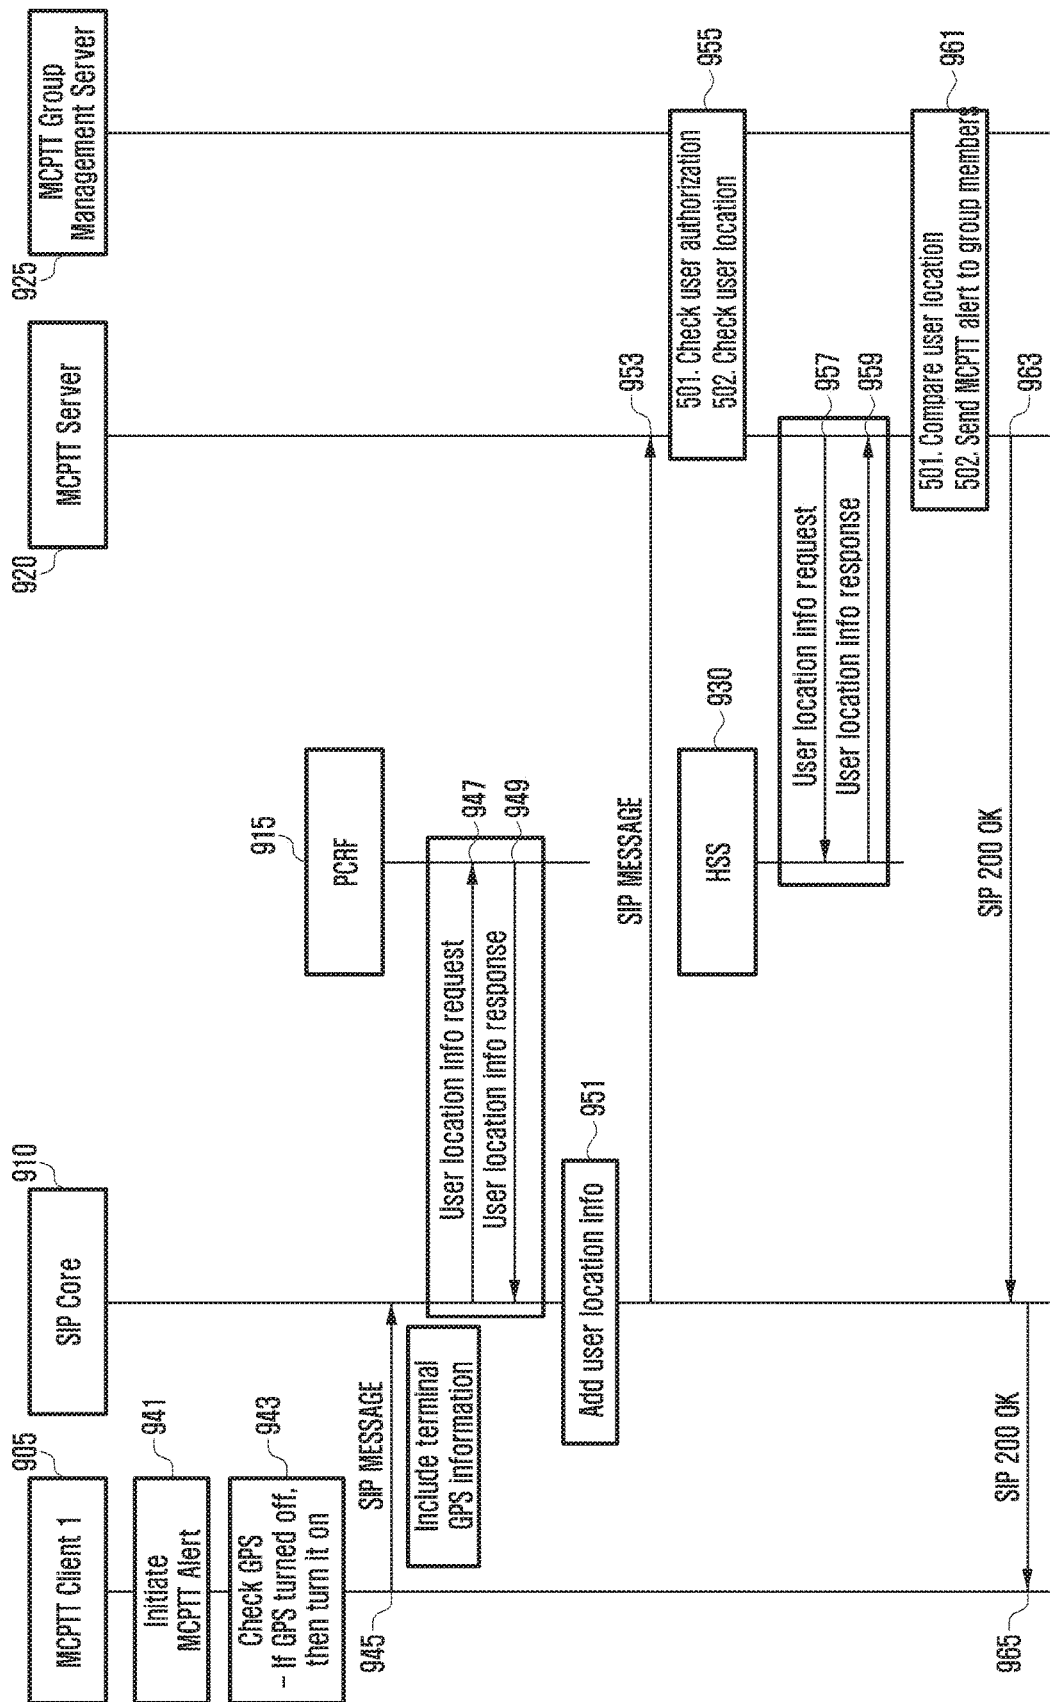 MCPTT Client 1
905
SIP Core
910
PCRF
915
MCPTT Server
920
MCPTT Group
Management Server
925
Initiate
MCPTT Alert
941
Check GPS
- If GPS turned off,
then turn it on
943
945
SIP MESSAGE
Include terminal
GPS information
User location info request
947
User location info response
949
Add user location info
951
SIP MESSAGE
953
HSS
930
501. Check user authorization
502. Check user location
955
User location info request
957
User location info response
959
501. Compare user location
502. Send MCPTT alert to group members
961
SIP 200 OK
963
SIP 200 OK
965